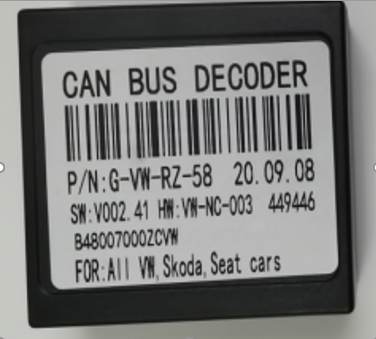 CAN BUS DECODER
P/N:G-VW-RZ-58 20.09.08
SW:V002.41 HW:VW-NC-003 449446
B48007000ZCVW
FOR:All VW,Skoda,Seat cars